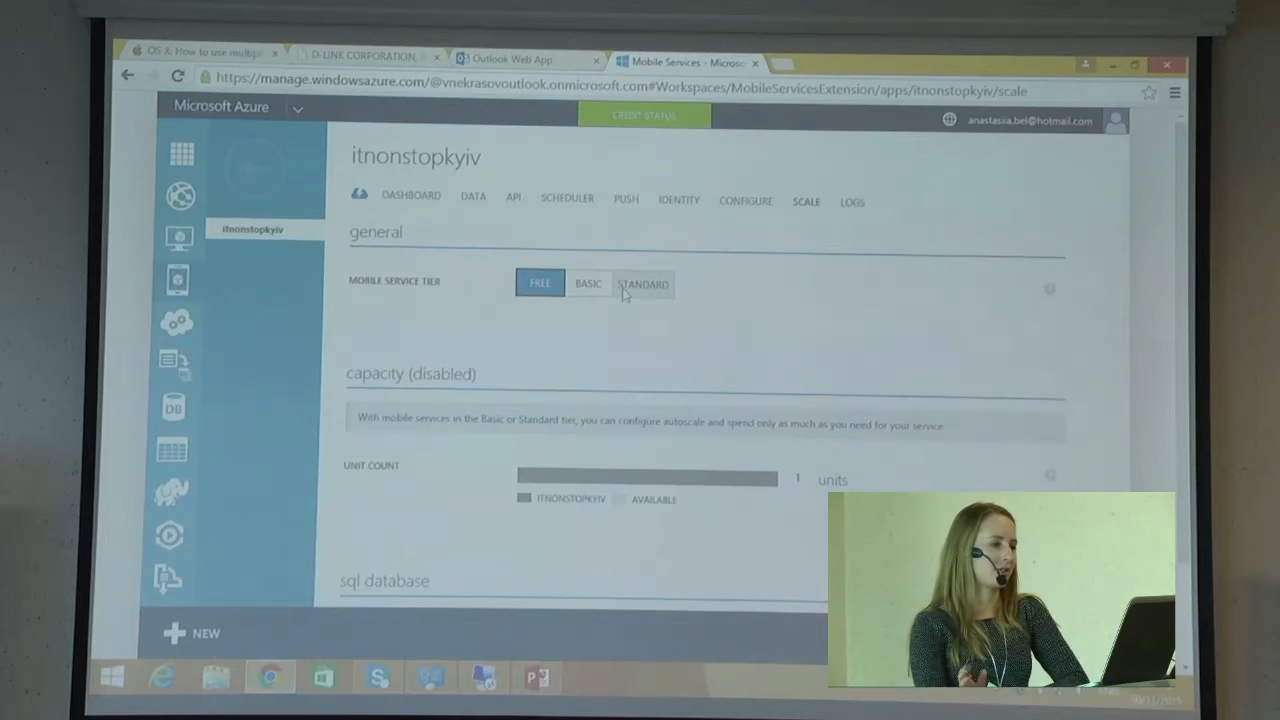 OS X: How to use multip
D-LINK CORPORATION,
Outlook Web App
Mobile Services - Micros
https://manage.windowsazure.com/@vnekrasovoutlook.onmicrosoft.com#Workspaces/MobileServicesExtension/apps/itnonstopkyiv/scale
Microsoft Azure
CREDIT STATUS
anastasiia.bel@hotmail.com
itnonstopkyiv
DASHBOARD DATA API SCHEDULER PUSH IDENTITY CONFIGURE SCALE LOGS
itnonstopkyiv
general
MOBILE SERVICE TIER FREE BASIC STANDARD
capacity (disabled)
With mobile services in the Basic or Standard tier, you can configure autoscale and spend only as much as you need for your service
UNIT COUNT 1 units
ITNONSTOPKYIV AVAILABLE
DB
sql database
NEW